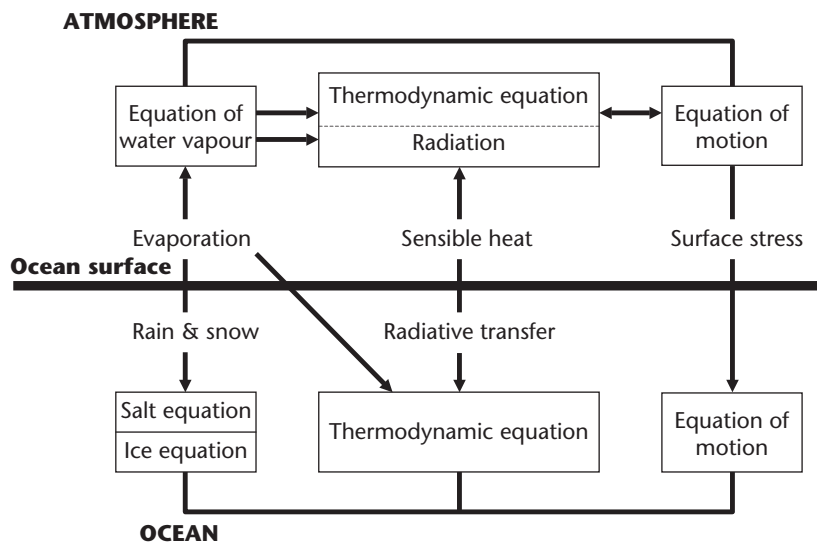 ATMOSPHERE
Equation of
water vapour
Thermodynamic equation
Radiation
Equation of
motion
Evaporation
Sensible heat
Surface stress
Ocean surface
Rain & snow
Radiative transfer
Salt equation
Ice equation
Thermodynamic equation
Equation of
motion
OCEAN